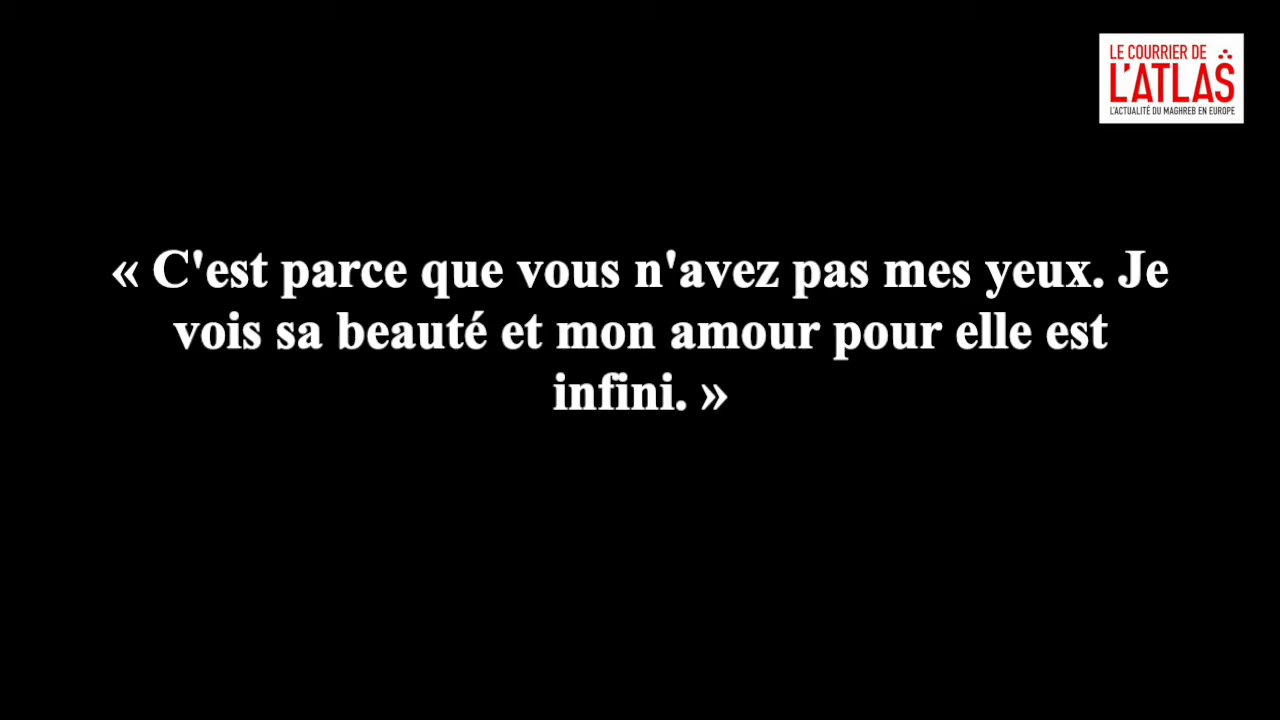 LE COURRIER DE
L'ATLAS
L'ACTUALITÉ DU MAGHREB EN EUROPE
« C'est parce que vous n'avez pas mes yeux. Je
vois sa beauté et mon amour pour elle est
infini. »